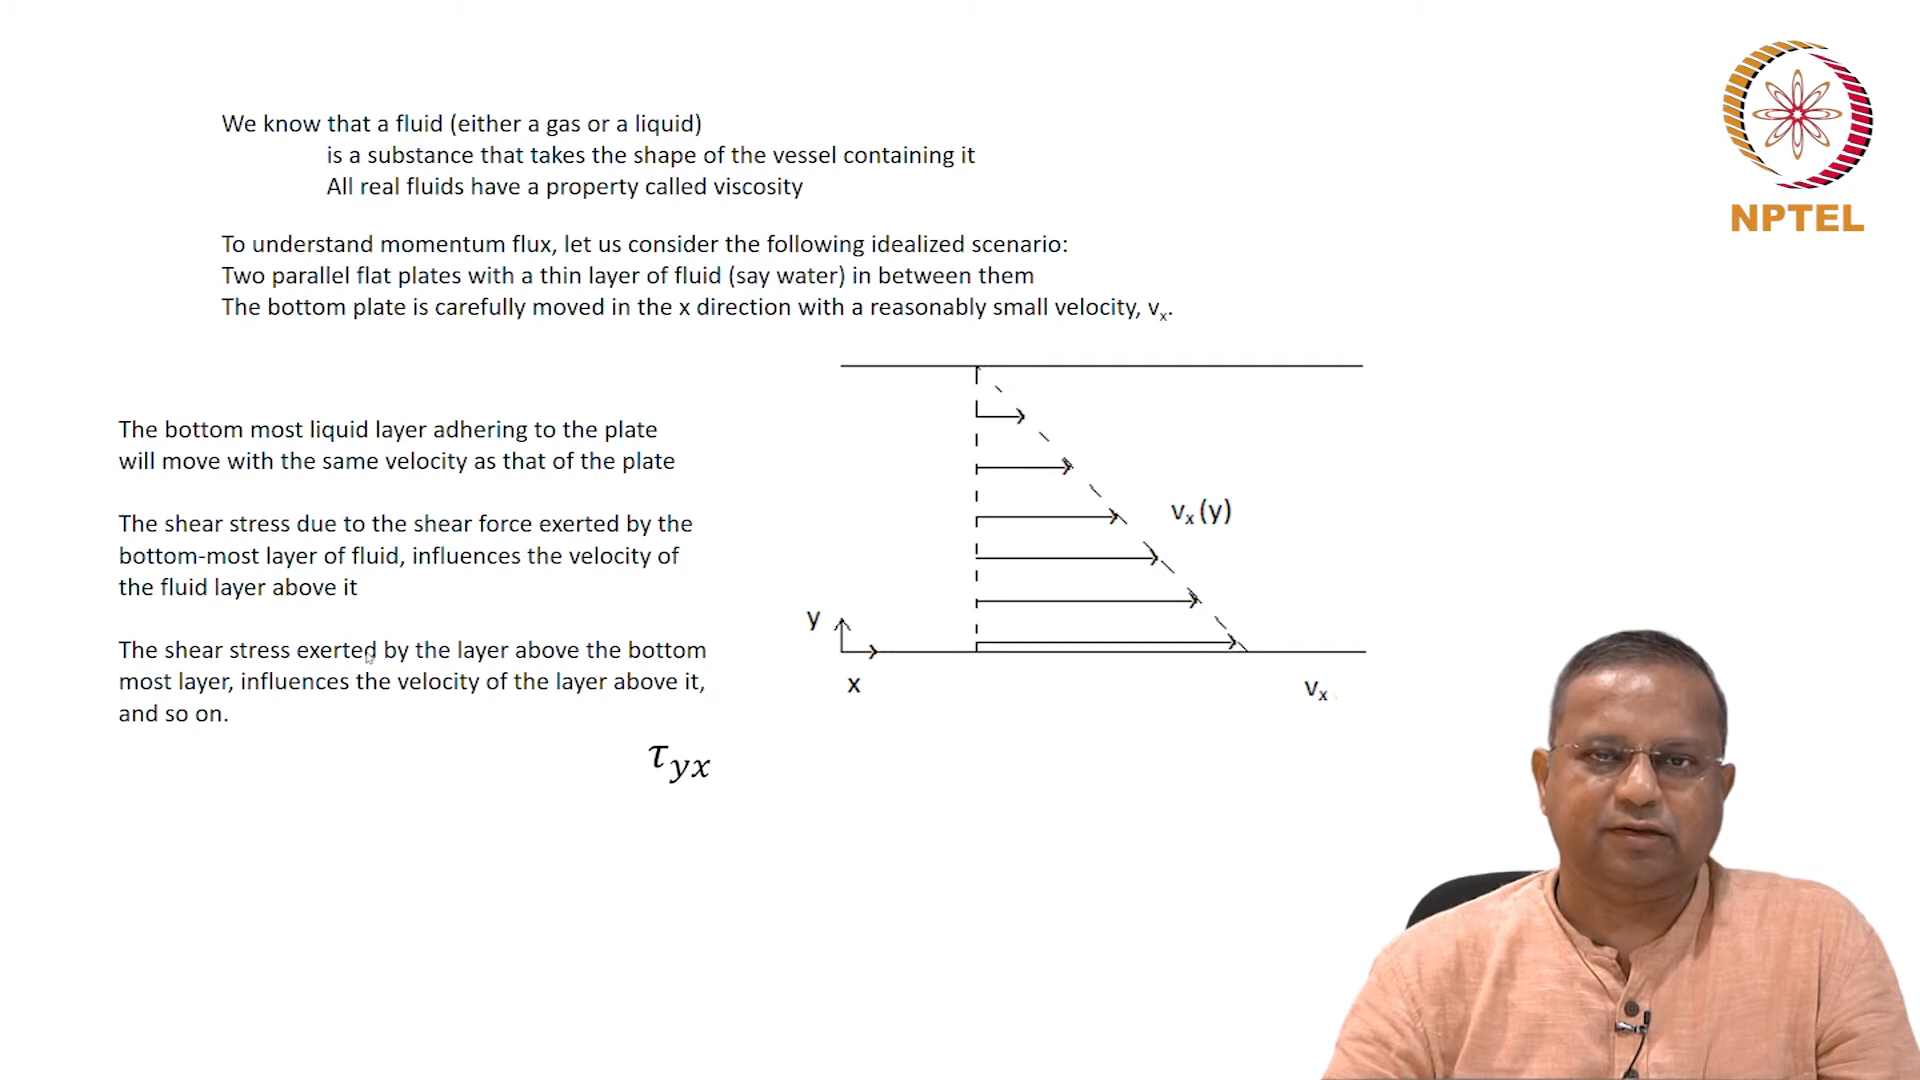 We know that a fluid (either a gas or a liquid)
is a substance that takes the shape of the vessel containing it
All real fluids have a property called viscosity
NPTEL
To understand momentum flux, let us consider the following idealized scenario:
Two parallel flat plates with a thin layer of fluid (say water) in between them
The bottom plate is carefully moved in the x direction with a reasonably small velocity, vₓ.
The bottom most liquid layer adhering to the plate
will move with the same velocity as that of the plate
The shear stress due to the shear force exerted by the
bottom-most layer of fluid, influences the velocity of
the fluid layer above it
The shear stress exerted by the layer above the bottom
most layer, influences the velocity of the layer above it,
and so on.
τyx
vₓ(y)
y
x
vₓ